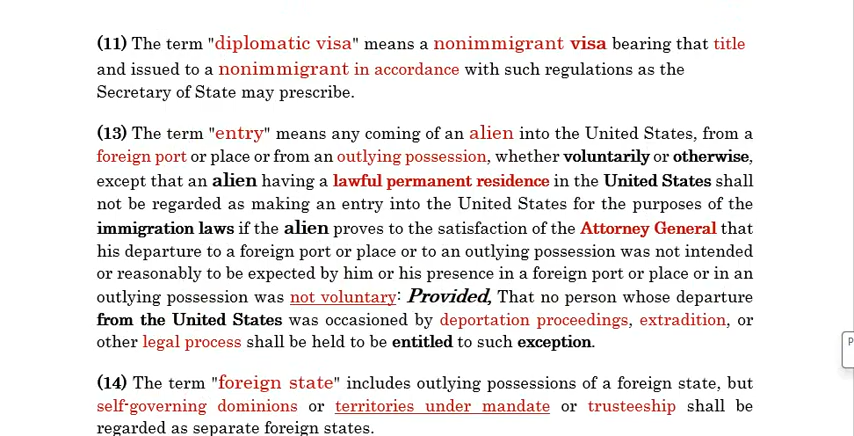 (11) The term "diplomatic visa" means a nonimmigrant visa bearing that title
and issued to a nonimmigrant in accordance with such regulations as the
Secretary of State may prescribe.
(13) The term "entry" means any coming of an alien into the United States, from a
foreign port or place or from an outlying possession, whether voluntarily or otherwise,
except that an alien having a lawful permanent residence in the United States shall
not be regarded as making an entry into the United States for the purposes of the
immigration laws if the alien proves to the satisfaction of the Attorney General that
his departure to a foreign port or place or to an outlying possession was not intended
or reasonably to be expected by him or his presence in a foreign port or place or in an
outlying possession was not voluntary: Provided, That no person whose departure
from the United States was occasioned by deportation proceedings, extradition, or
other legal process shall be held to be entitled to such exception.
(14) The term "foreign state" includes outlying possessions of a foreign state, but
self-governing dominions or territories under mandate or trusteeship shall be
regarded as separate foreign states.